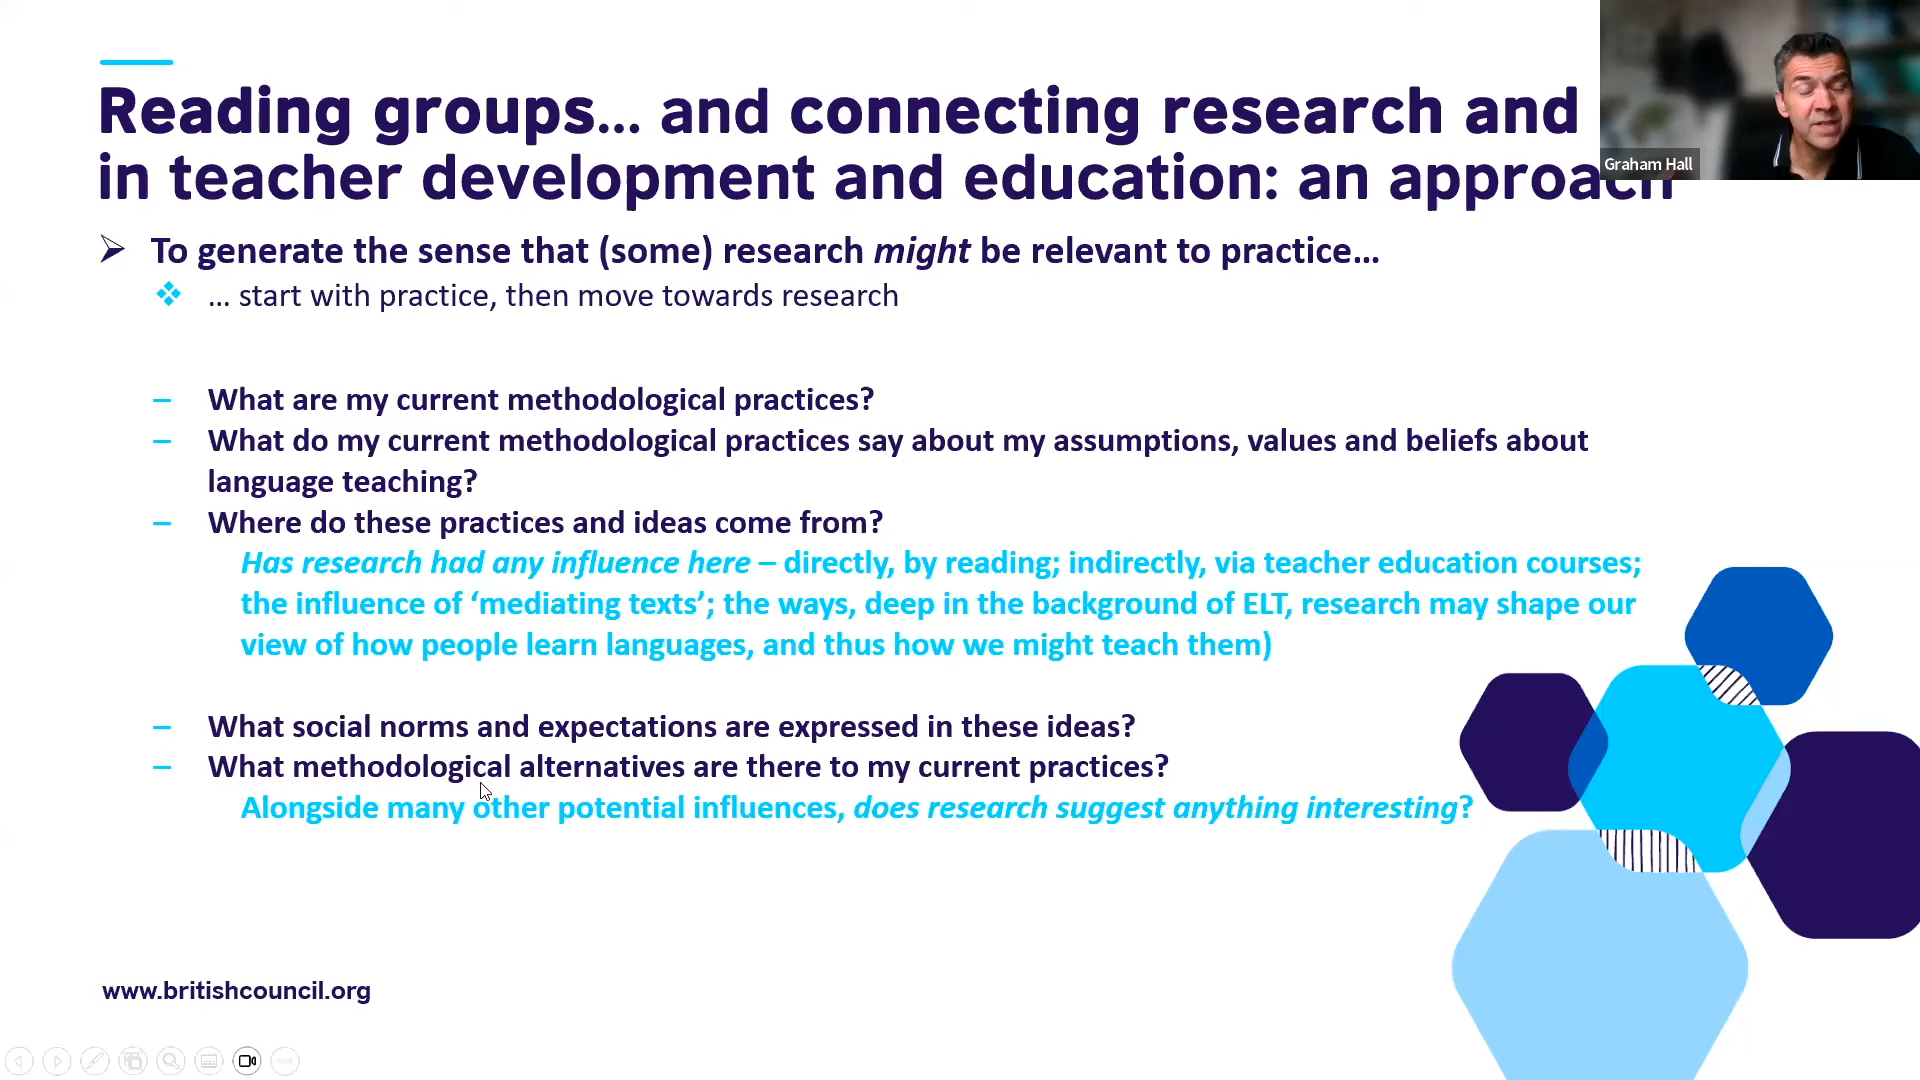 Reading groups... and connecting research and
in teacher development and education: an approach
Graham Hall
To generate the sense that (some) research might be relevant to practice...
... start with practice, then move towards research
– What are my current methodological practices?
– What do my current methodological practices say about my assumptions, values and beliefs about
language teaching?
– Where do these practices and ideas come from?
Has research had any influence here – directly, by reading; indirectly, via teacher education courses;
the influence of ‘mediating texts’; the ways, deep in the background of ELT, research may shape our
view of how people learn languages, and thus how we might teach them)
– What social norms and expectations are expressed in these ideas?
– What methodological alternatives are there to my current practices?
Alongside many other potential influences, does research suggest anything interesting?
www.britishcouncil.org